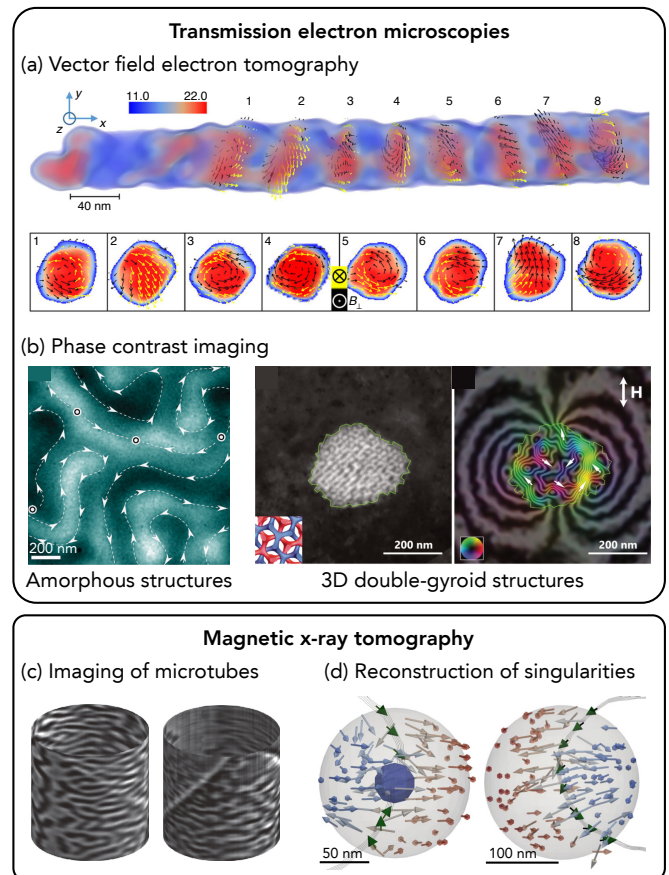 Transmission electron microscopies
(a) Vector field electron tomography
y
z
x
11.0 22.0
1 2 3 4 5 6 7 8
40 nm
1 2 3 4 5 6 7 8
B⊥
(b) Phase contrast imaging
H
200 nm
200 nm
200 nm
Amorphous structures
3D double-gyroid structures
Magnetic x-ray tomography
(c) Imaging of microtubes
(d) Reconstruction of singularities
50 nm
100 nm